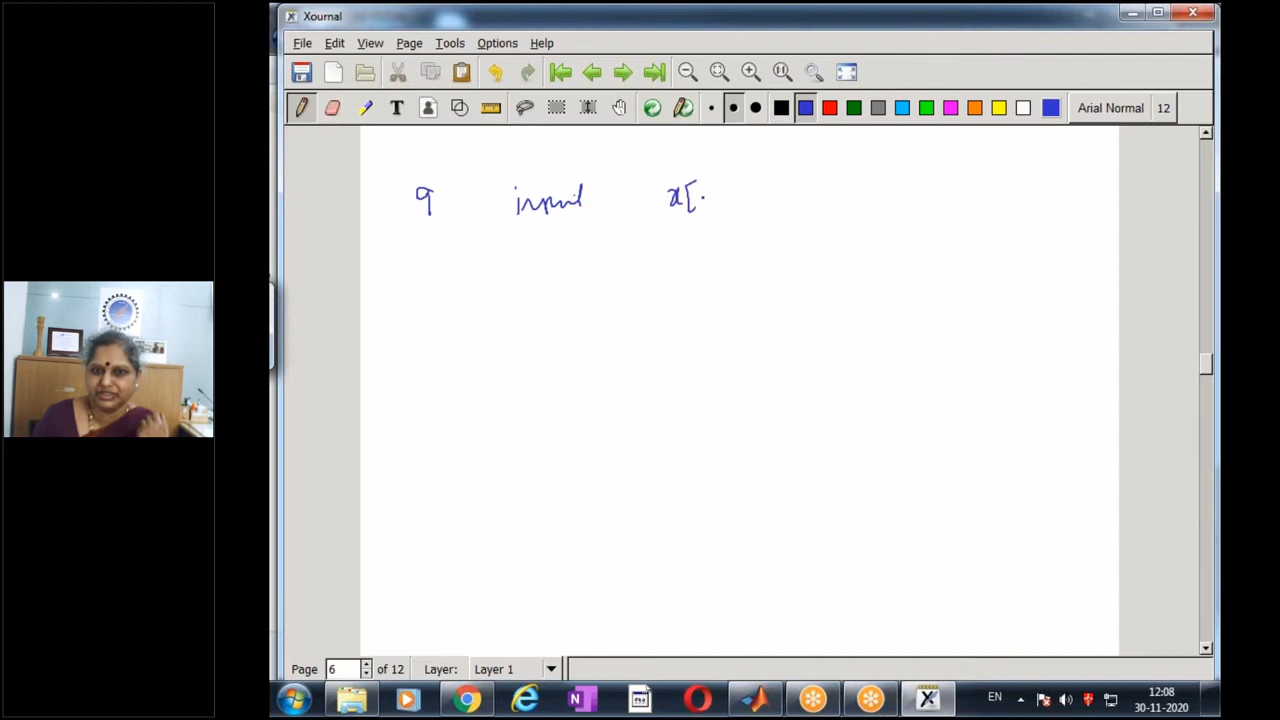 Xournal
File Edit View Page Tools Options Help
T Arial Normal 12
9 input x[.
Page 6 of 12 Layer: Layer 1
EN 12:08
30-11-2020